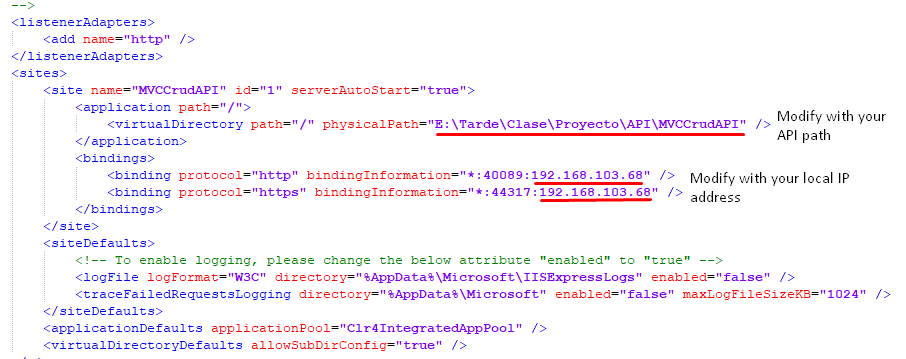 -->
<listenerAdapters>
<add name="http" />
</listenerAdapters>
<sites>
<site name="MVCCrudAPI" id="1" serverAutoStart="true">
<application path="/">
<virtualDirectory path="/" physicalPath="E:\Tarde\Clase\Proyecto\API\MVCCrudAPI" />
Modify with your
API path
</application>
<bindings>
<binding protocol="http" bindingInformation="*:40089:192.168.103.68" />
<binding protocol="https" bindingInformation="*:44317:192.168.103.68" />
Modify with your local IP
address
</bindings>
</site>
<siteDefaults>
<!-- To enable logging, please change the below attribute "enabled" to "true" -->
<logFile logFormat="W3C" directory="%AppData%\Microsoft\IISExpressLogs" enabled="false" />
<traceFailedRequestsLogging directory="%AppData%\Microsoft" enabled="false" maxLogFileSizeKB="1024" />
</siteDefaults>
<applicationDefaults applicationPool="Clr4IntegratedAppPool" />
<virtualDirectoryDefaults allowSubDirConfig="true" />